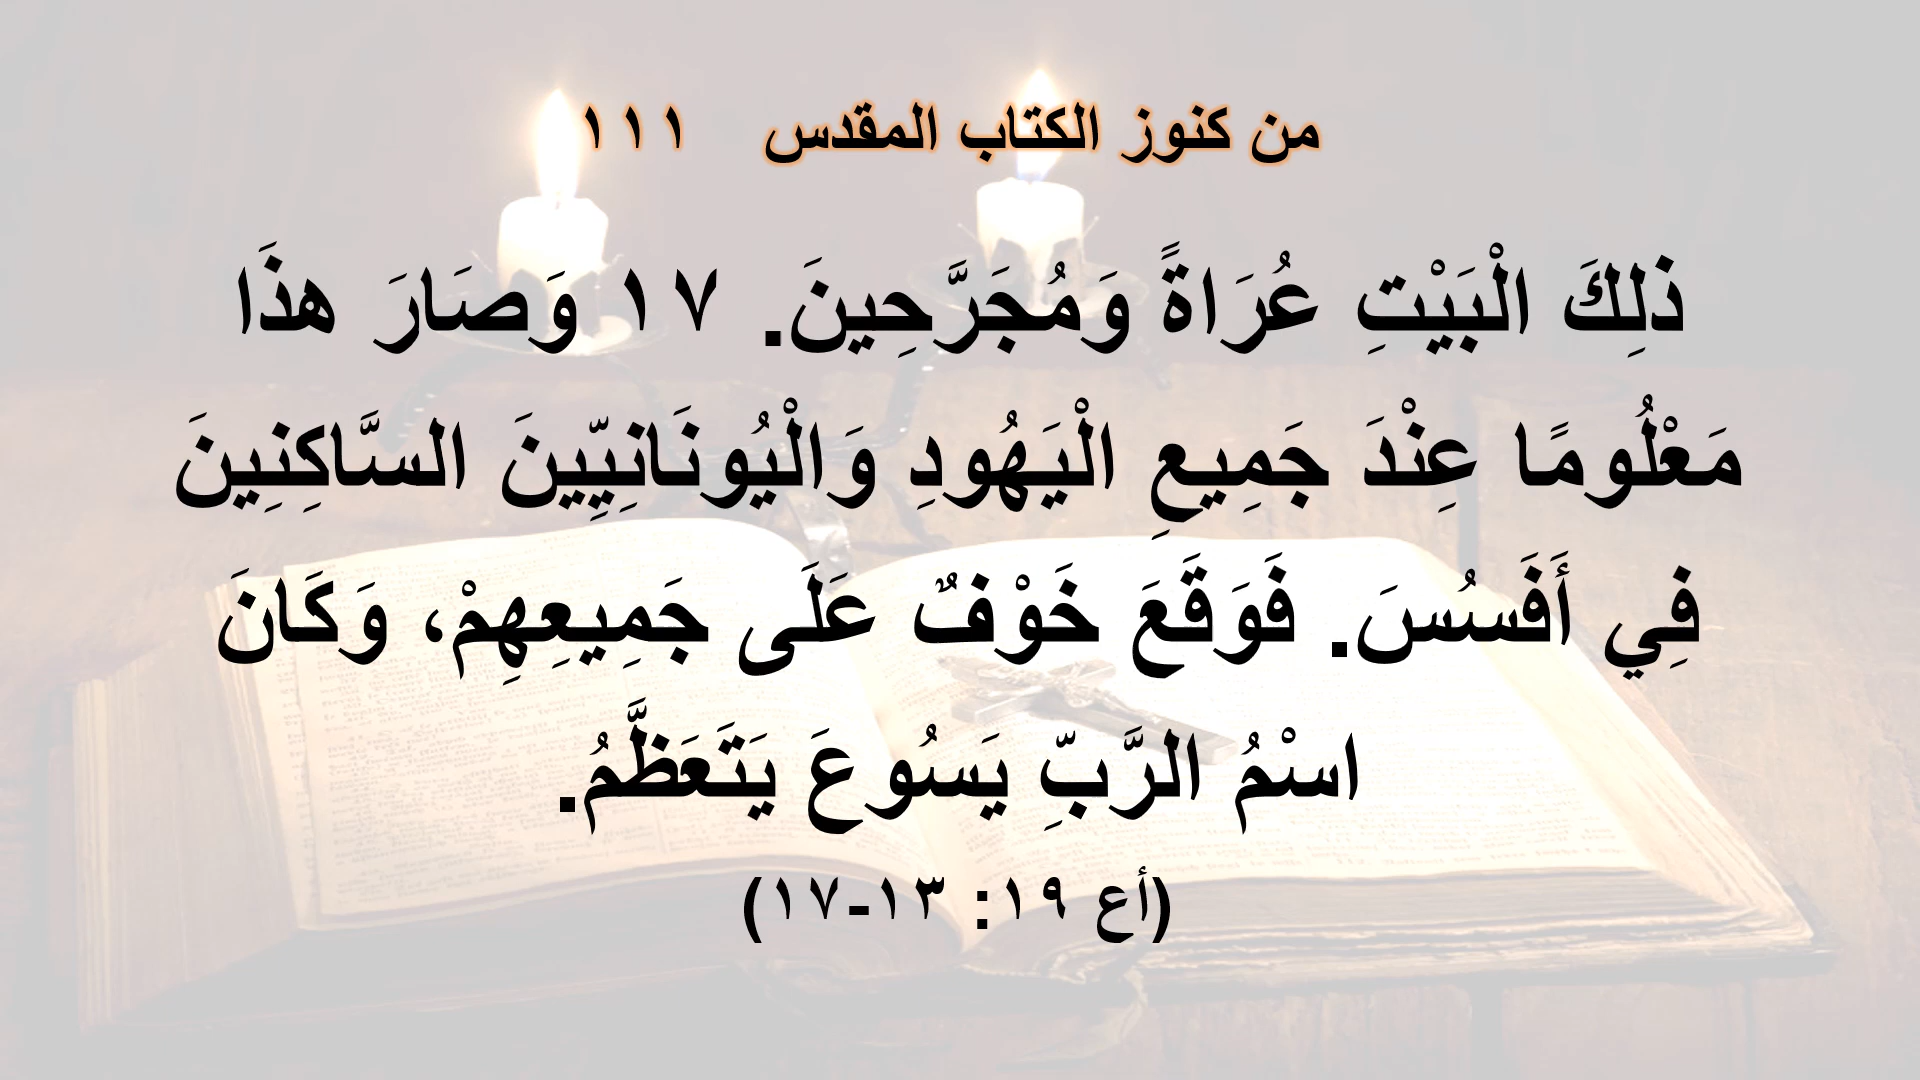 من كنوز الكتاب المقدس ١١١
ذلِكَ الْبَيْتِ عُرَاةً وَمُجَرَّحِينَ. ١٧ وَصَارَ هذَا
مَعْلُومًا عِنْدَ جَمِيعِ الْيَهُودِ وَالْيُونَانِيِّينَ السَّاكِنِينَ
فِي أَفَسُسَ. فَوَقَعَ خَوْفٌ عَلَى جَمِيعِهِمْ، وَكَانَ
اسْمُ الرَّبِّ يَسُوعَ يَتَعَظَّمُ.
(أع ١٩: ١٣-١٧)